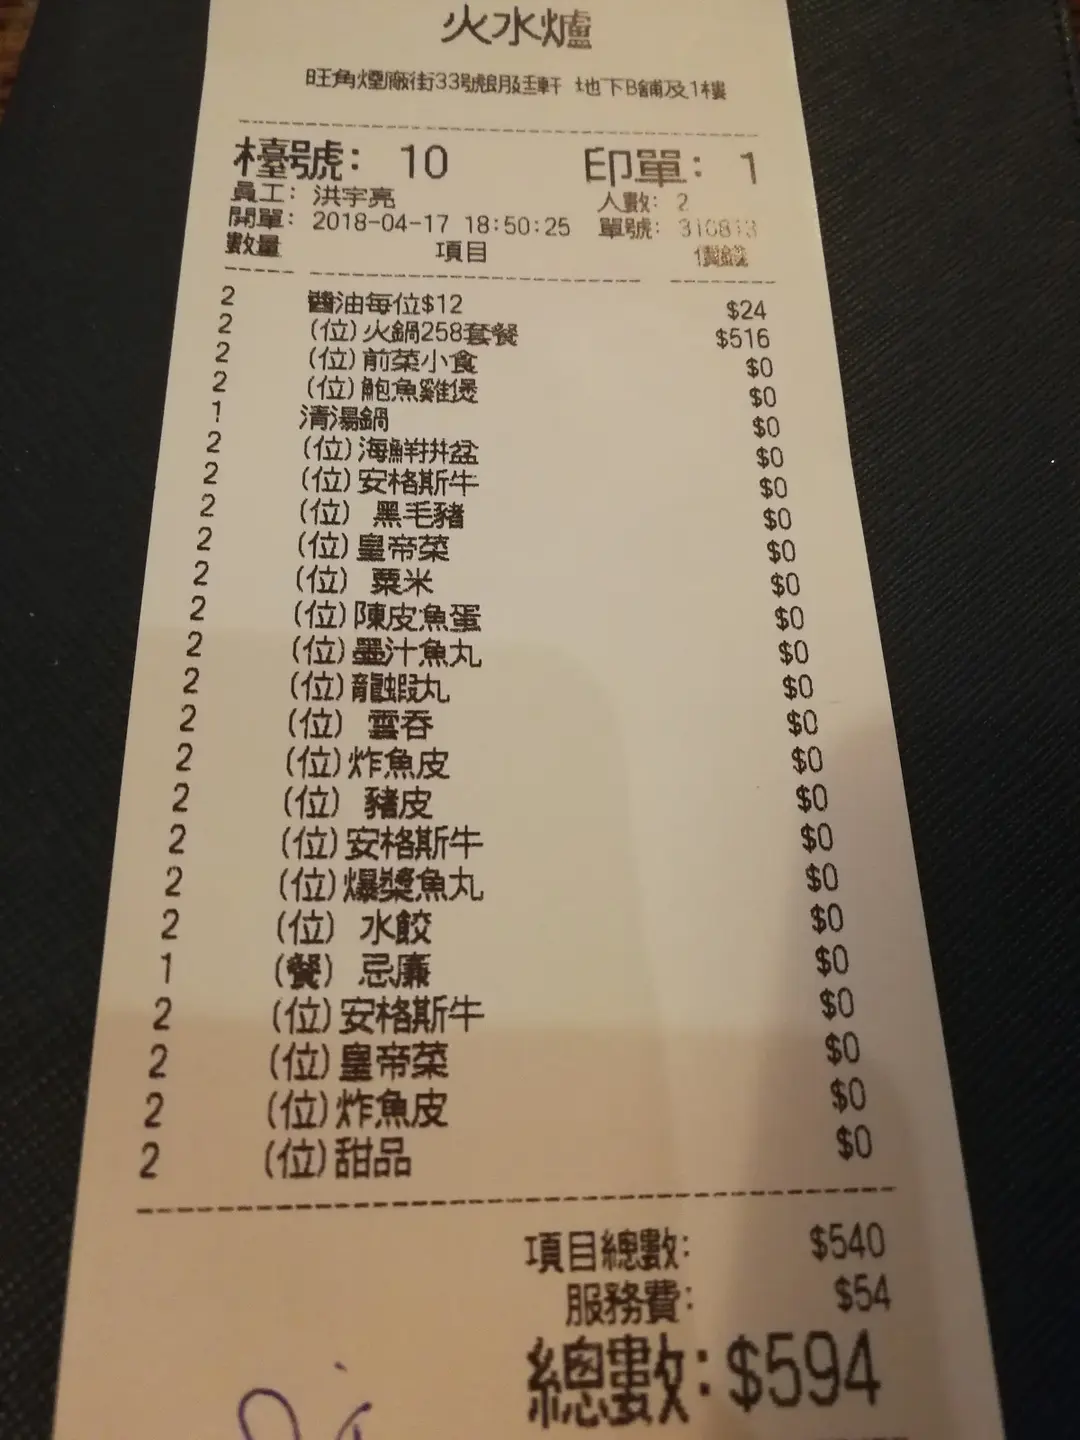 火水爐
旺角煙廠街33號 地下B舖及1樓
檯號: 10 印單: 1
員工: 洪宇亮 人數: 2
開單: 2018-04-17 18:50:25 單號: 310813
數量 項目 價錢
2 醬油每位$12 $24
2 (位)火鍋258套餐 $516
2 (位)前菜小食 $0
2 (位)鮑魚雞煲 $0
1 清湯鍋 $0
2 (位)海鮮拼盆 $0
2 (位)安格斯牛 $0
2 (位) 黑毛豬 $0
2 (位)皇帝菜 $0
2 (位) 粟米 $0
2 (位)陳皮魚蛋 $0
2 (位)墨汁魚丸 $0
2 (位)龍蝦丸 $0
2 (位) 雲吞 $0
2 (位)炸魚皮 $0
2 (位) 豬皮 $0
2 (位)安格斯牛 $0
2 (位)爆漿魚丸 $0
2 (位) 水餃 $0
1 (餐) 忌廉 $0
2 (位)安格斯牛 $0
2 (位)皇帝菜 $0
2 (位)炸魚皮 $0
2 (位)甜品 $0
項目總數: $540
服務費: $54
總數: $594